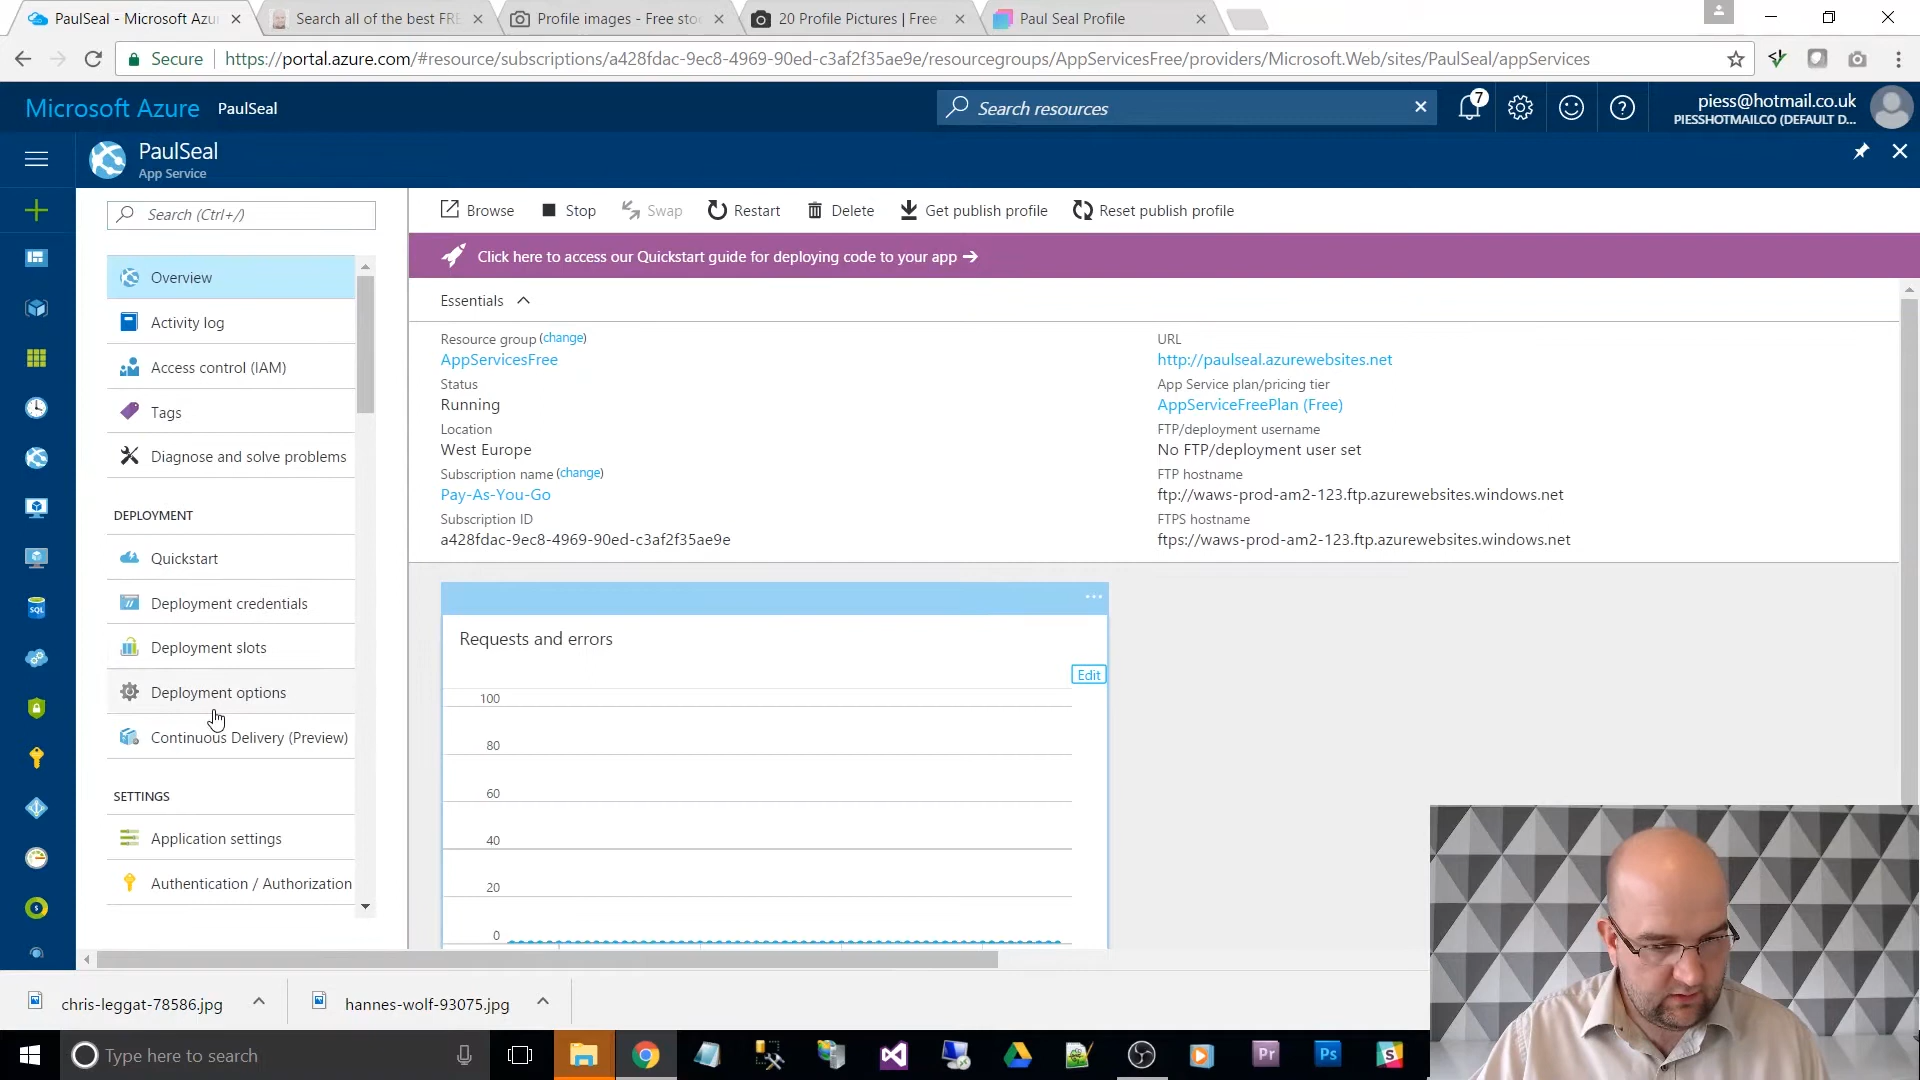 PaulSeal - Microsoft Azu
Search all of the best FRE
Profile images - Free stoc
20 Profile Pictures | Free
Paul Seal Profile
Secure
https://portal.azure.com/#resource/subscriptions/a428fdac-9ec8-4969-90ed-c3af2f35ae9e/resourcegroups/AppServicesFree/providers/Microsoft.Web/sites/PaulSeal/appServices
Microsoft Azure
PaulSeal
Search resources
7
piess@hotmail.co.uk
PIESSHOTMAILCO (DEFAULT D...
PaulSeal
App Service
Search (Ctrl+/)
Browse
Stop
Swap
Restart
Delete
Get publish profile
Reset publish profile
Click here to access our Quickstart guide for deploying code to your app
Overview
Activity log
Access control (IAM)
Tags
Diagnose and solve problems
DEPLOYMENT
Quickstart
Deployment credentials
Deployment slots
Deployment options
Continuous Delivery (Preview)
SETTINGS
Application settings
Authentication / Authorization
Essentials
Resource group (change)
AppServicesFree
Status
Running
Location
West Europe
Subscription name (change)
Pay-As-You-Go
Subscription ID
a428fdac-9ec8-4969-90ed-c3af2f35ae9e
URL
http://paulseal.azurewebsites.net
App Service plan/pricing tier
AppServiceFreePlan (Free)
FTP/deployment username
No FTP/deployment user set
FTP hostname
ftp://waws-prod-am2-123.ftp.azurewebsites.windows.net
FTPS hostname
ftps://waws-prod-am2-123.ftp.azurewebsites.windows.net
Requests and errors
Edit
100
80
60
40
20
0
SQL
chris-leggat-78586.jpg
hannes-wolf-93075.jpg
Type here to search
Pr
Ps